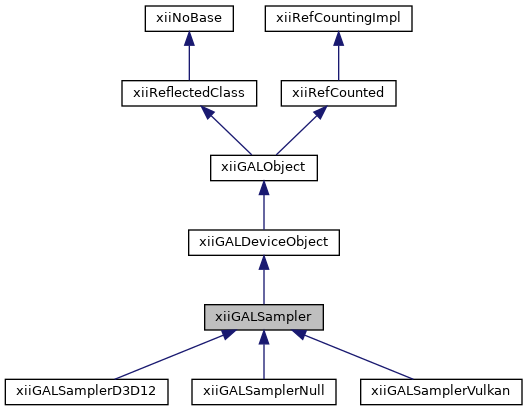 xiiNoBase
xiiRefCountingImpl
xiiReflectedClass
xiiRefCounted
xiiGALObject
xiiGALDeviceObject
xiiGALSampler
xiiGALSamplerD3D12
xiiGALSamplerNull
xiiGALSamplerVulkan